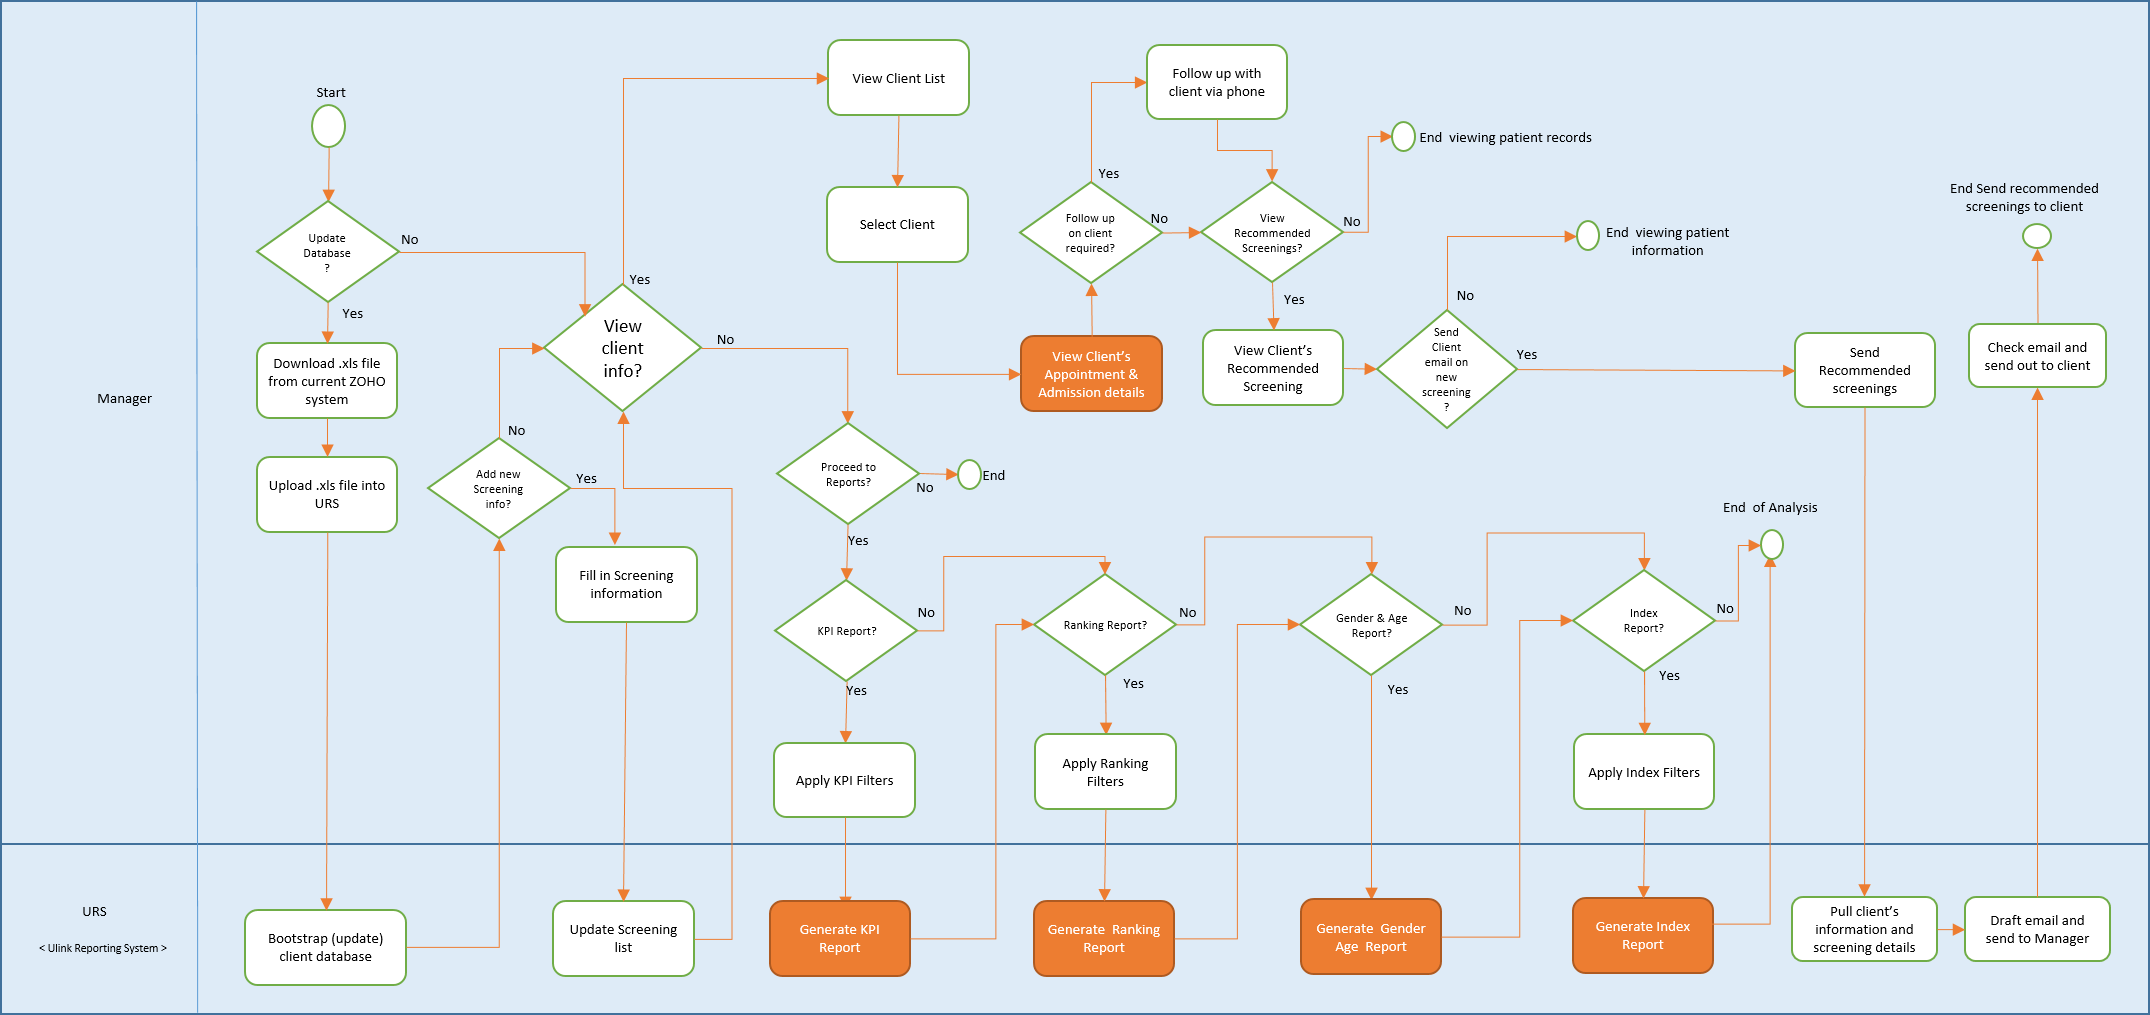 Start
Update
Database
?
No
Yes
Download .xls file
from current ZOHO
system
Upload .xls file into
URS
Manager
Add new
Screening
info?
No
Yes
Fill in Screening
information
View
client
info?
Yes
No
View Client List
Select Client
View Client’s
Appointment &
Admission details
Follow up
on client
required?
Yes
No
Follow up with
client via phone
View
Recommended
Screenings?
No
Yes
End  viewing patient records
View Client’s
Recommended
Screening
Send
Client
email on
new
screening
?
No
Yes
End  viewing patient
information
Send
Recommended
screenings
End Send recommended
screenings to client
Check email and
send out to client
Proceed to
Reports?
No
End
Yes
KPI Report?
No
Yes
Apply KPI Filters
Ranking Report?
No
Yes
Apply Ranking
Filters
Gender & Age
Report?
No
Yes
Index
Report?
No
Yes
End  of Analysis
Apply Index Filters
URS
< Ulink Reporting System >
Bootstrap (update)
client database
Update Screening
list
Generate KPI
Report
Generate  Ranking
Report
Generate  Gender
Age  Report
Generate Index
Report
Pull client’s
information and
screening details
Draft email and
send to Manager